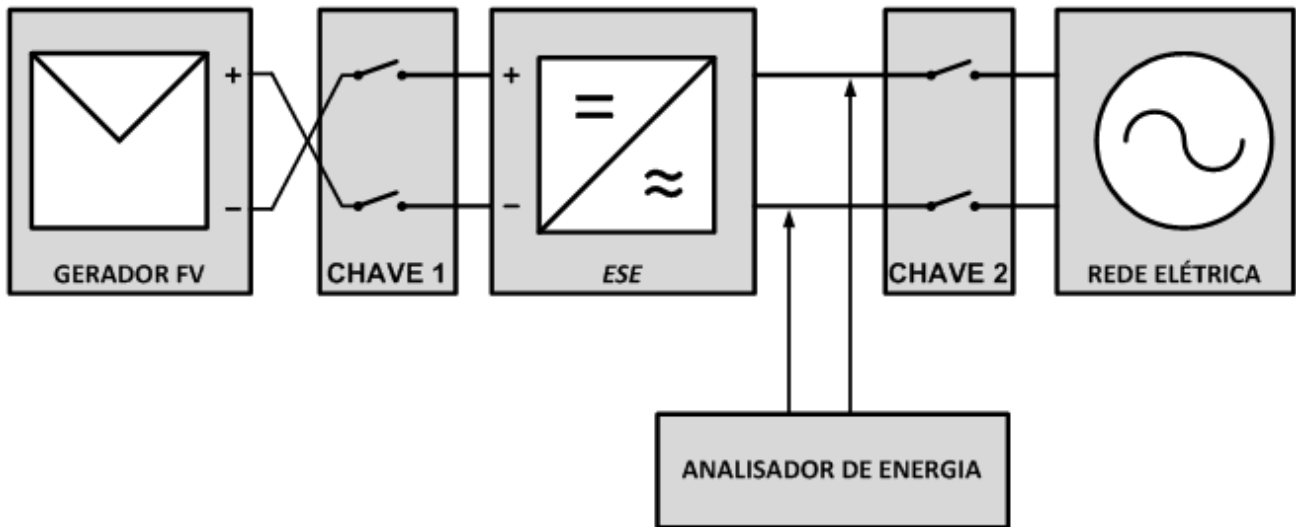 +
−
GERADOR FV
CHAVE 1
+
−
=
≈
ESE
CHAVE 2
REDE ELÉTRICA
ANALISADOR DE ENERGIA